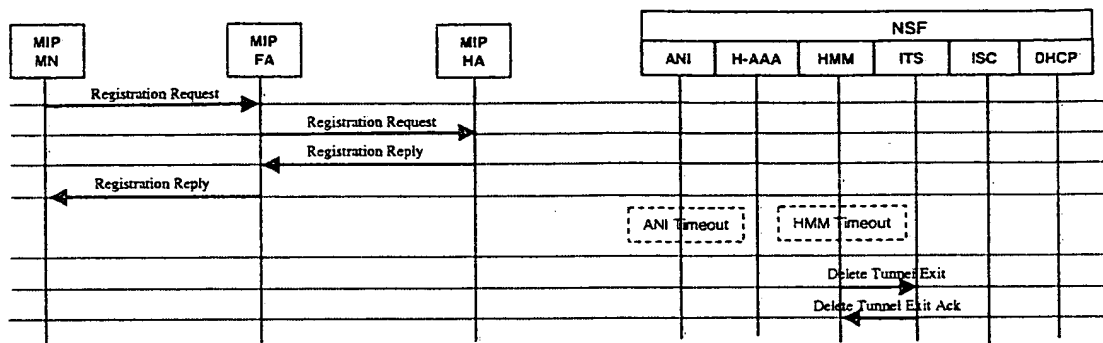 NSF
MIP
MN
MIP
FA
MIP
HA
ANI
H-AAA
HMM
ITS
ISC
DHCP
Registration Request
Registration Request
Registration Reply
Registration Reply
ANI Timeout
HMM Timeout
Delete Tunnel Exit
Delete Tunnel Exit Ack